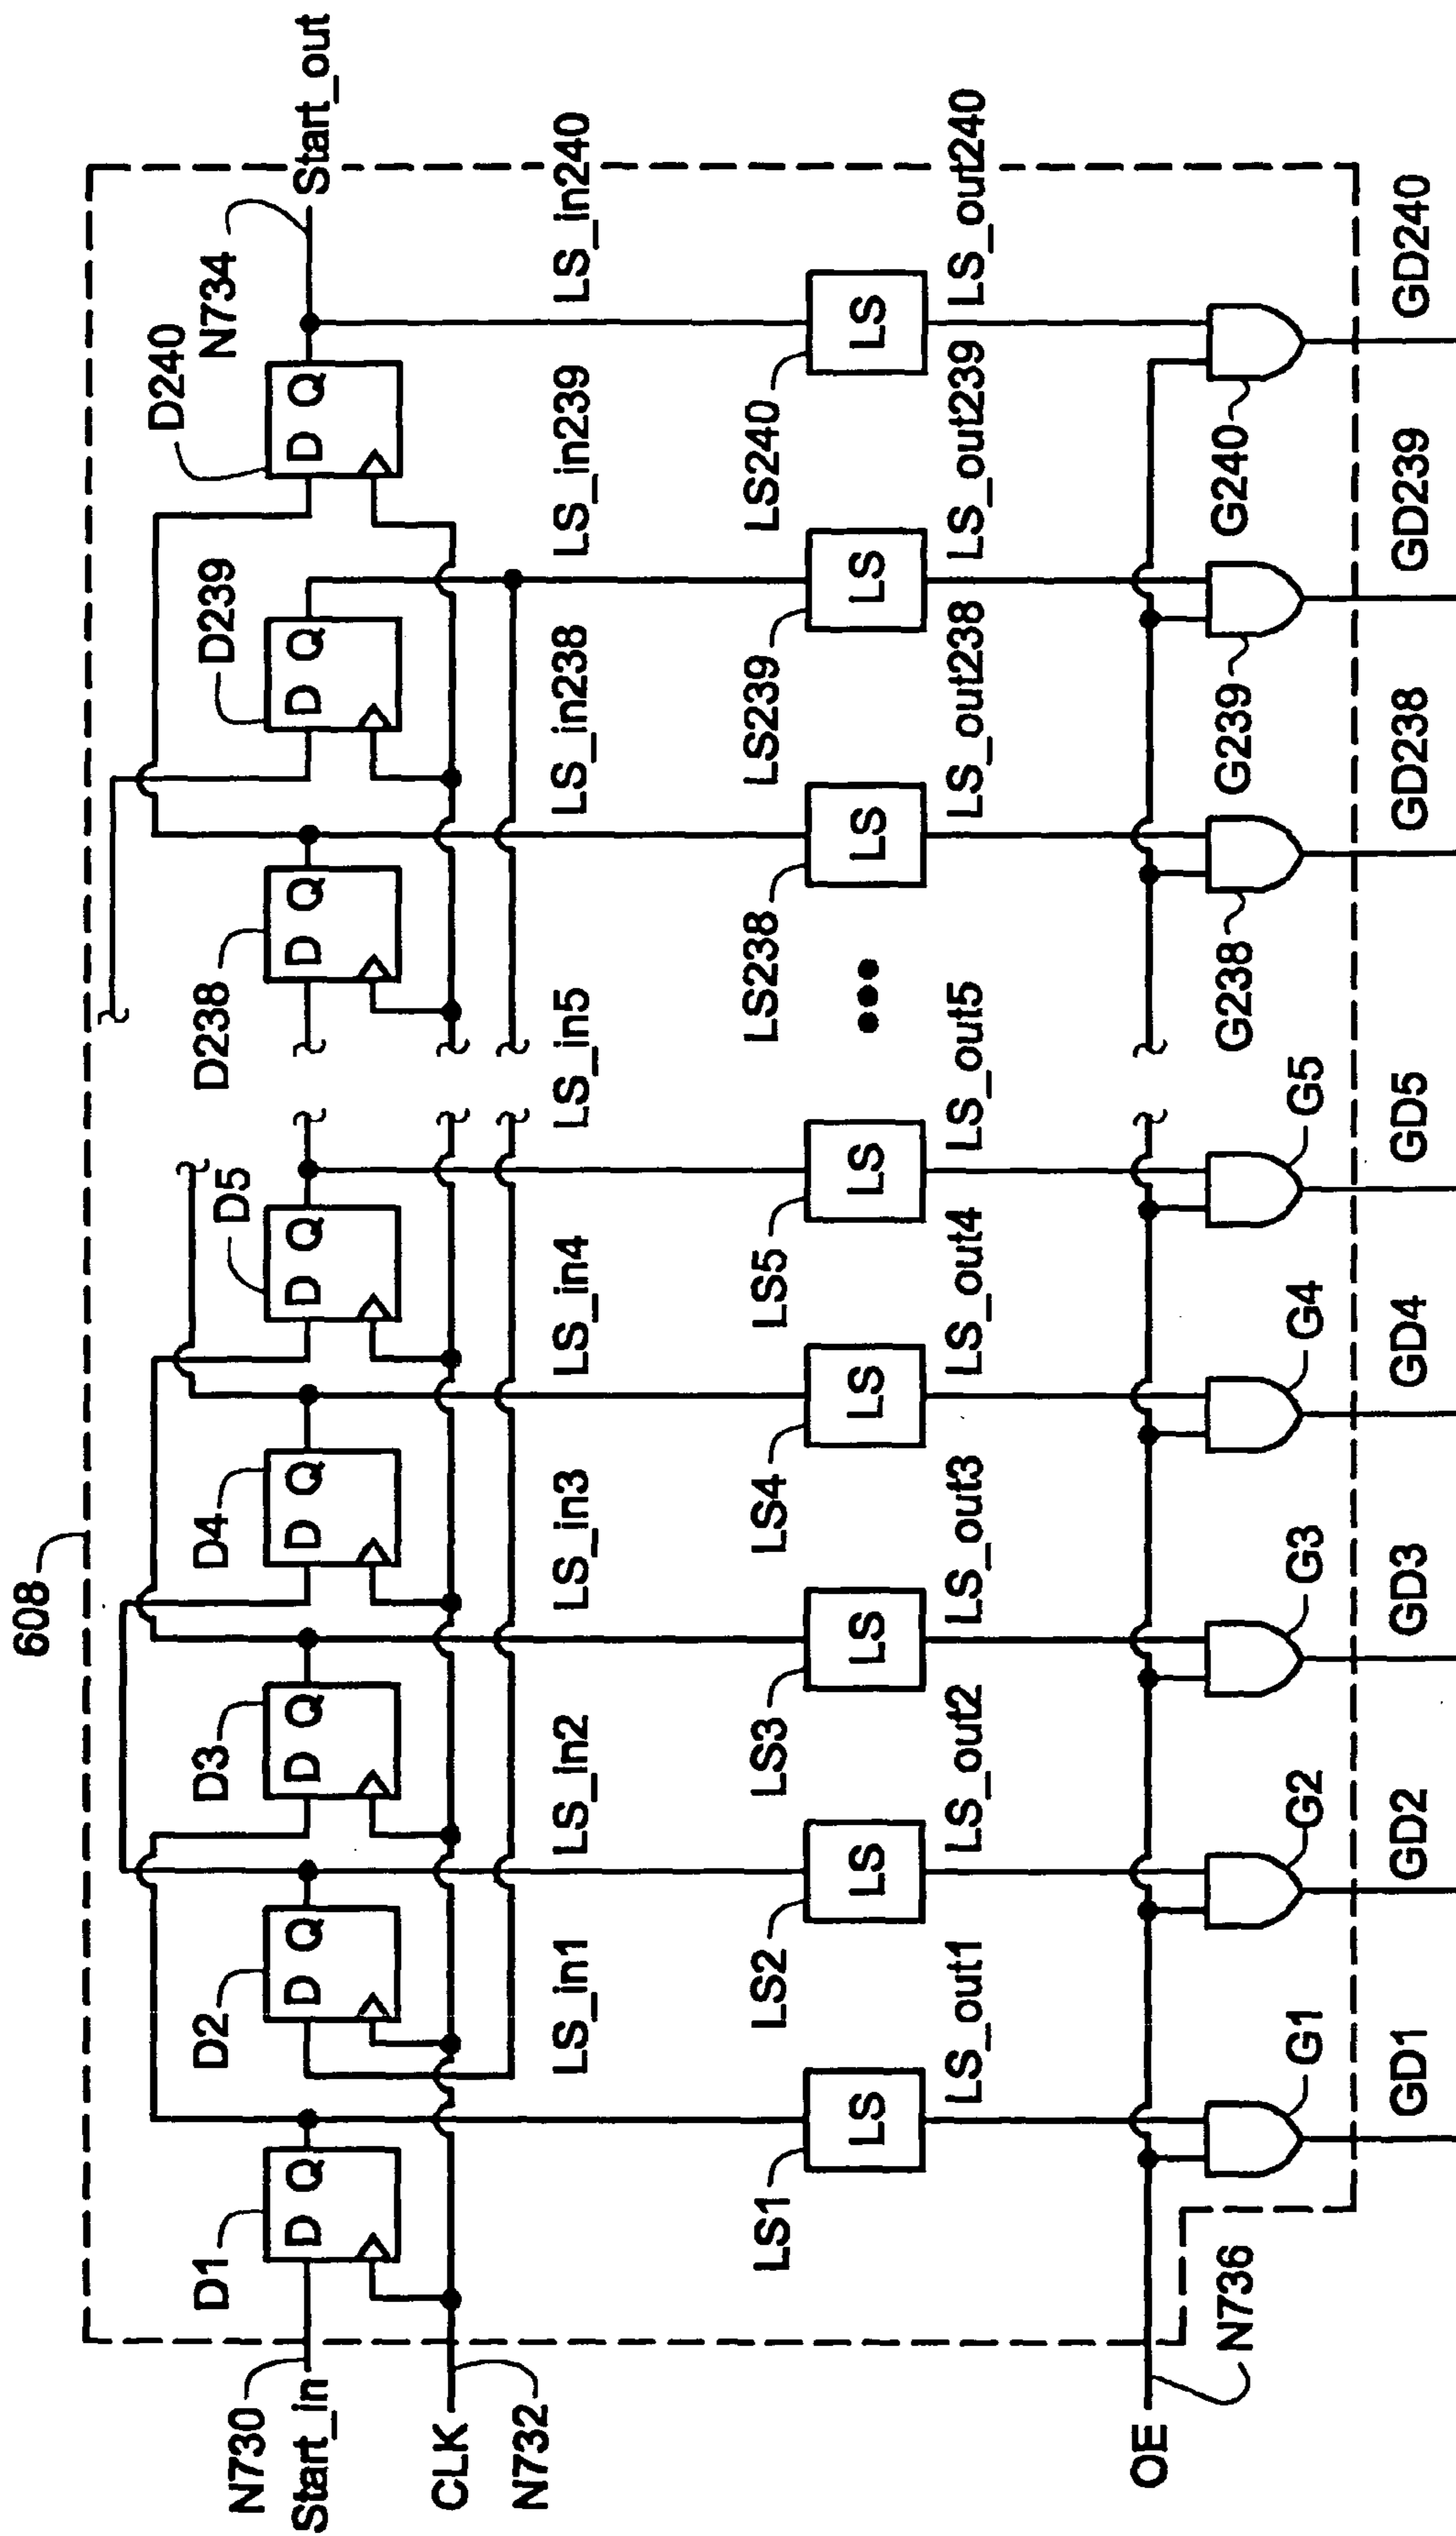 608
N730
Start_in
CLK
N732
D1
D2
D3
D4
D5
D238
D239
D240
N734
Start_out
D Q
D Q
D Q
D Q
D Q
D Q
D Q
D Q
LS_in1
LS_in2
LS_in3
LS_in4
LS_in5
LS_in238
LS_in239
LS_in240
LS1
LS2
LS3
LS4
LS5
LS238
LS239
LS240
LS
LS
LS
LS
LS
LS
LS
LS
LS_out1
LS_out2
LS_out3
LS_out4
LS_out5
LS_out238
LS_out239
LS_out240
OE
N736
G1
G2
G3
G4
G5
G238
G239
G240
GD1
GD2
GD3
GD4
GD5
GD238
GD239
GD240